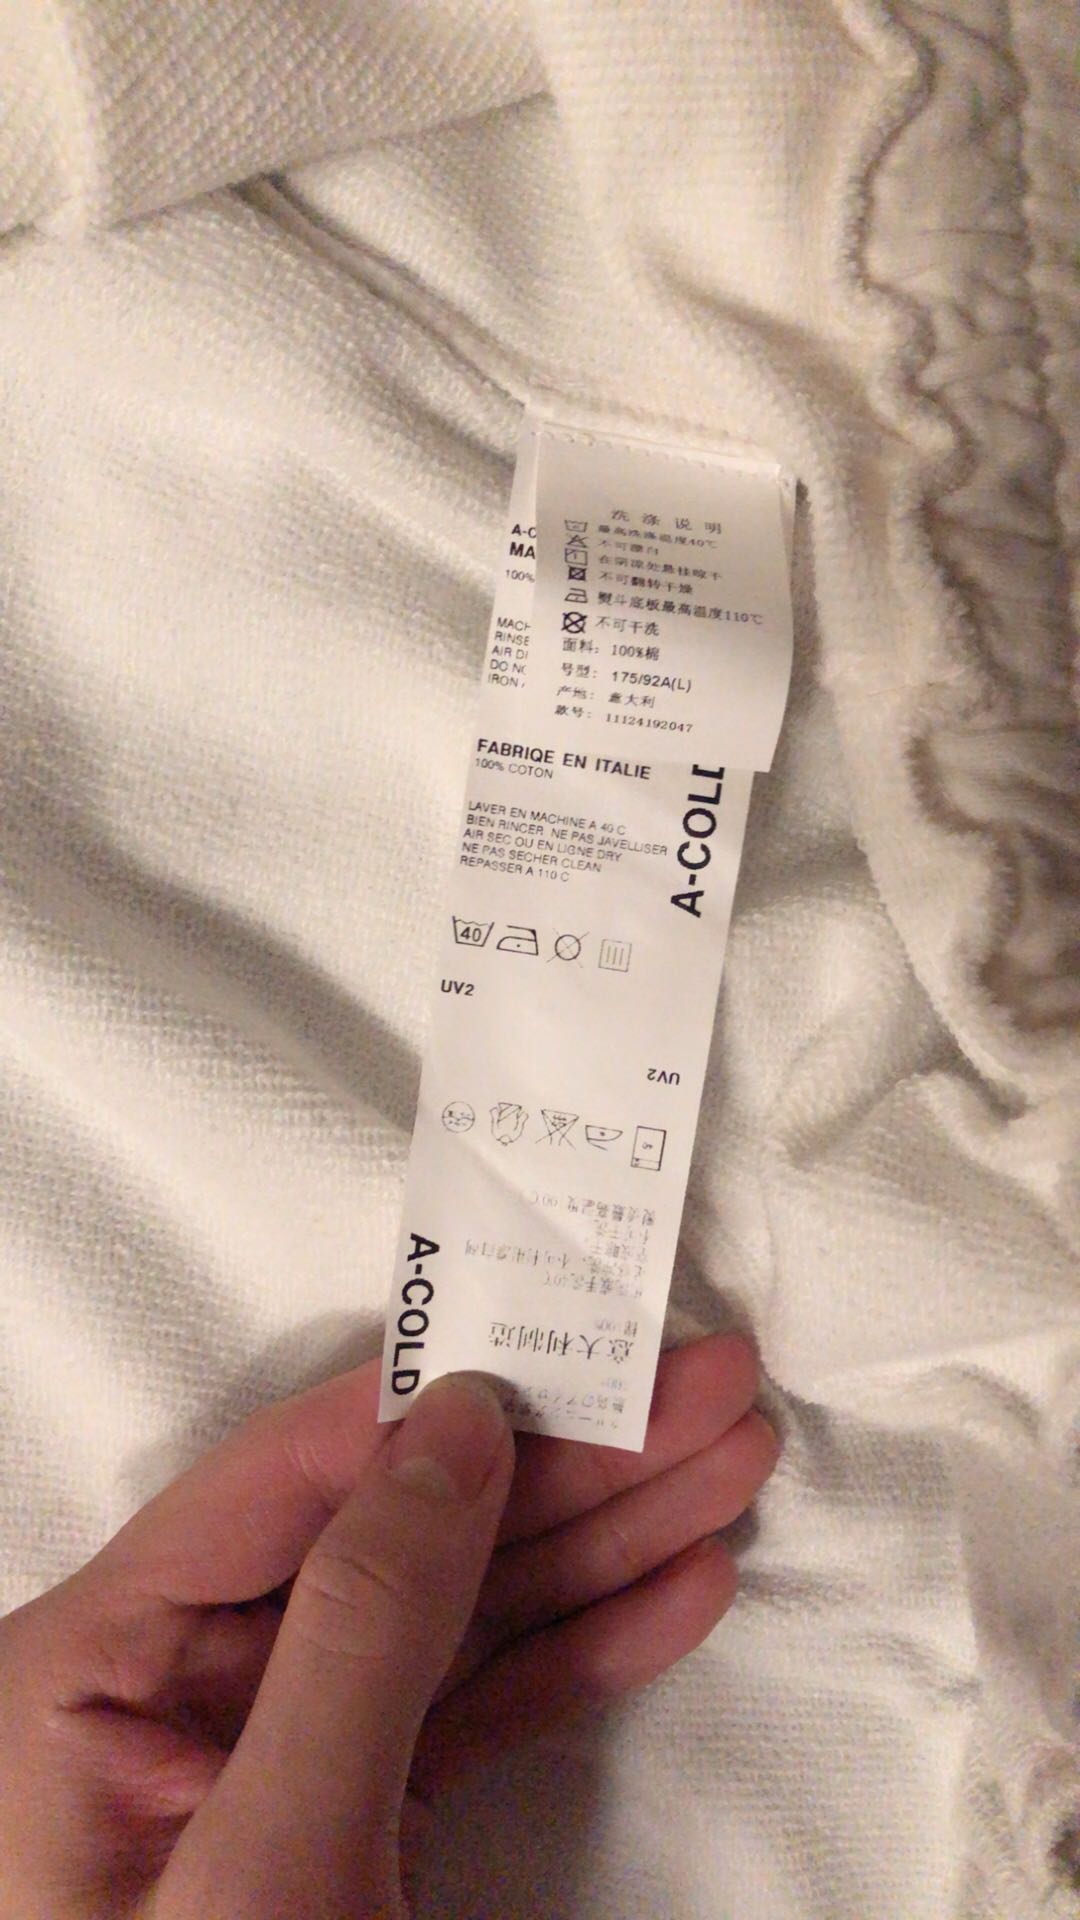 洗涤说明
最高洗涤温度40℃
不可漂白
在阴凉处悬挂晾干
不可翻转干燥
熨斗底板最高温度110℃
不可干洗
面料: 100%棉
号型: 175/92A(L)
产地: 意大利
款号: 11124192047
A-C
MA
100%
MACH
RINSE
AIR D
DO NO
IRON
FABRIQE EN ITALIE
100% COTON
LAVER EN MACHINE A 40 C
BIEN RINCER NE PAS JAVELLISER
AIR SEC OU EN LIGNE DRY
NE PAS SECHER CLEAN
REPASSER A 110 C
A-COLD
40
UV2
UV2
意大利制造
A-COLD